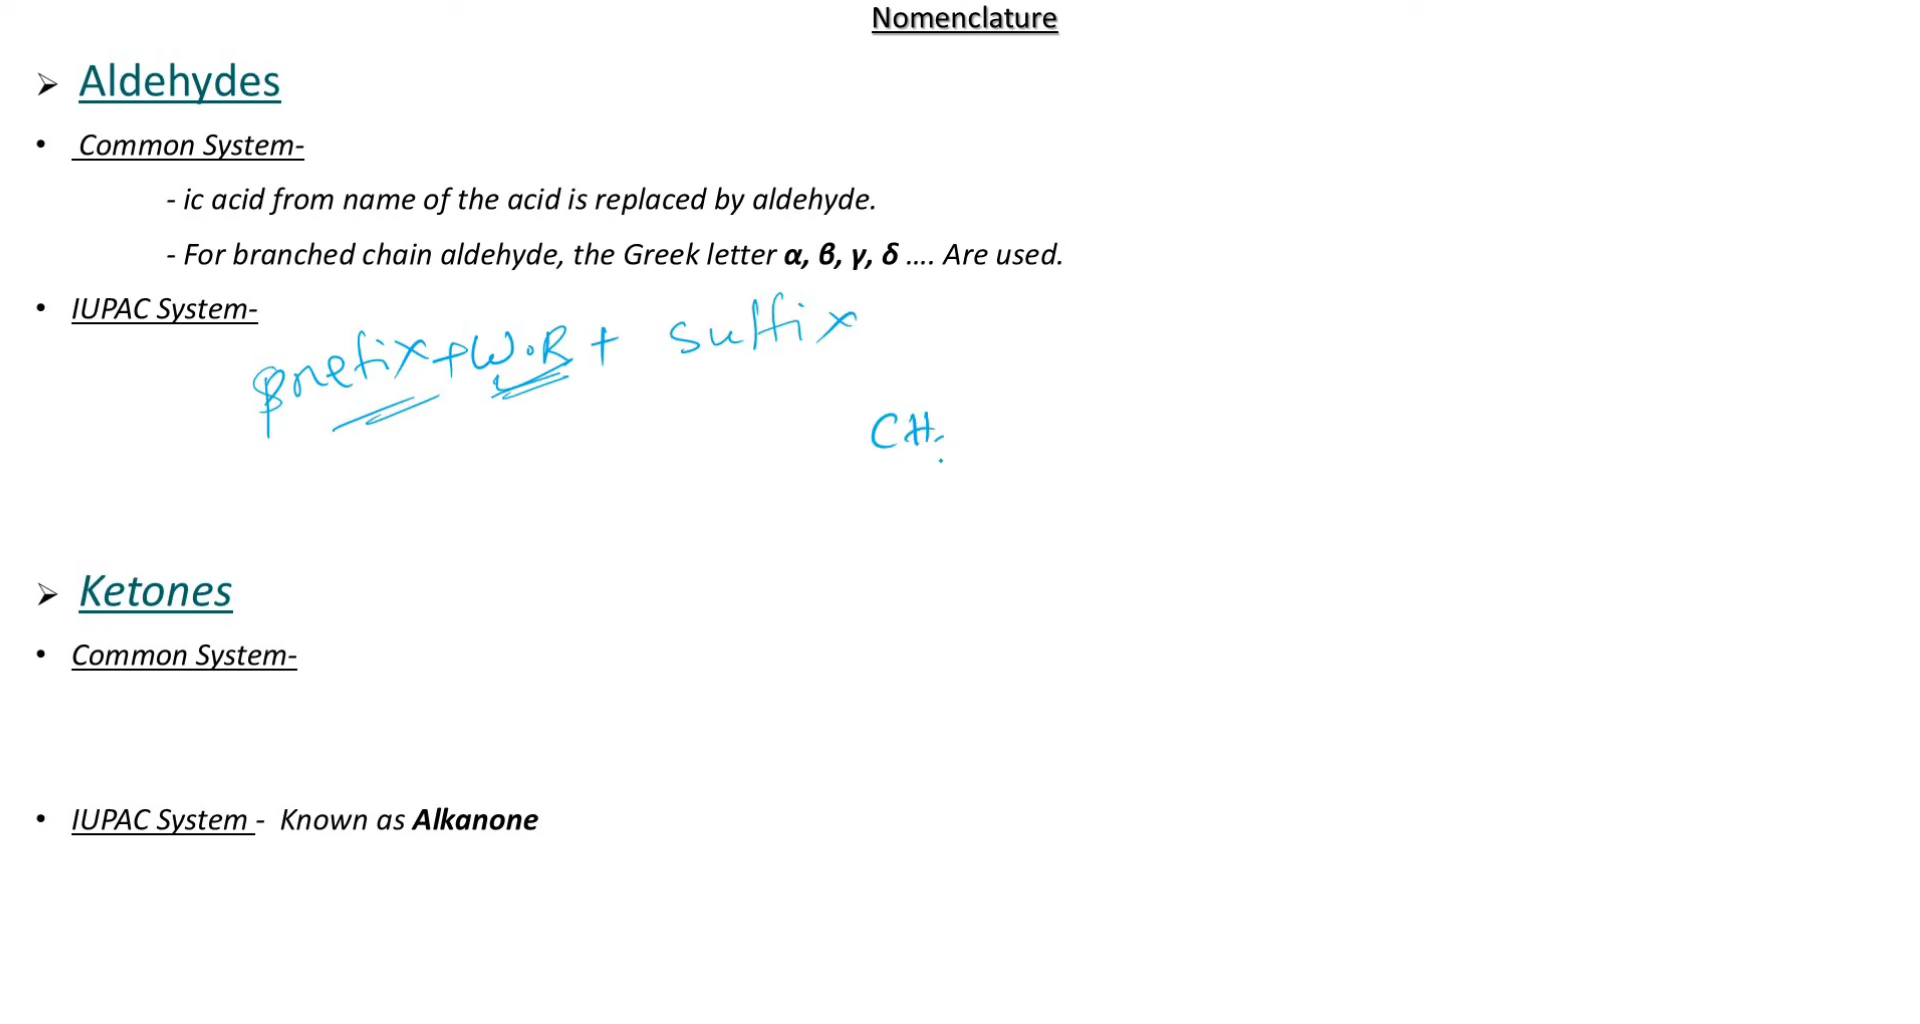 Nomenclature
➢ Aldehydes
• Common System-
- ic acid from name of the acid is replaced by aldehyde.
- For branched chain aldehyde, the Greek letter α, β, γ, δ .... Are used.
• IUPAC System-
prefix + W.R + suffix
CH
➢ Ketones
• Common System-
• IUPAC System - Known as Alkanone